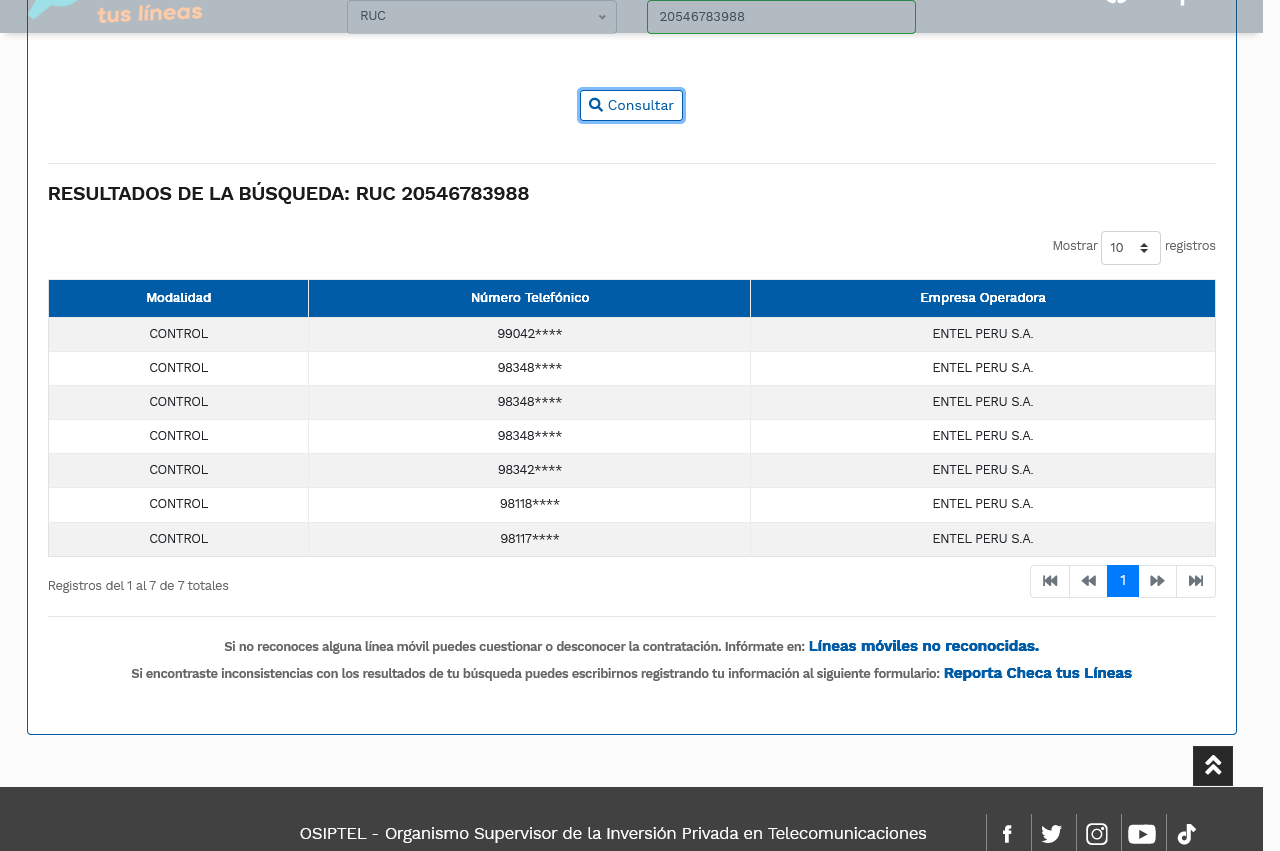 tus líneas
RUC
20546783988
Consultar
RESULTADOS DE LA BÚSQUEDA: RUC 20546783988
Mostrar 10 registros
Modalidad Número Telefónico Empresa Operadora
CONTROL 99042**** ENTEL PERU S.A.
CONTROL 98348**** ENTEL PERU S.A.
CONTROL 98348**** ENTEL PERU S.A.
CONTROL 98348**** ENTEL PERU S.A.
CONTROL 98342**** ENTEL PERU S.A.
CONTROL 98118**** ENTEL PERU S.A.
CONTROL 98117**** ENTEL PERU S.A.
Registros del 1 al 7 de 7 totales
1
Si no reconoces alguna línea móvil puedes cuestionar o desconocer la contratación. Infórmate en: Líneas móviles no reconocidas.
Si encontraste inconsistencias con los resultados de tu búsqueda puedes escribirnos registrando tu información al siguiente formulario: Reporta Checa tus Líneas
OSIPTEL - Organismo Supervisor de la Inversión Privada en Telecomunicaciones